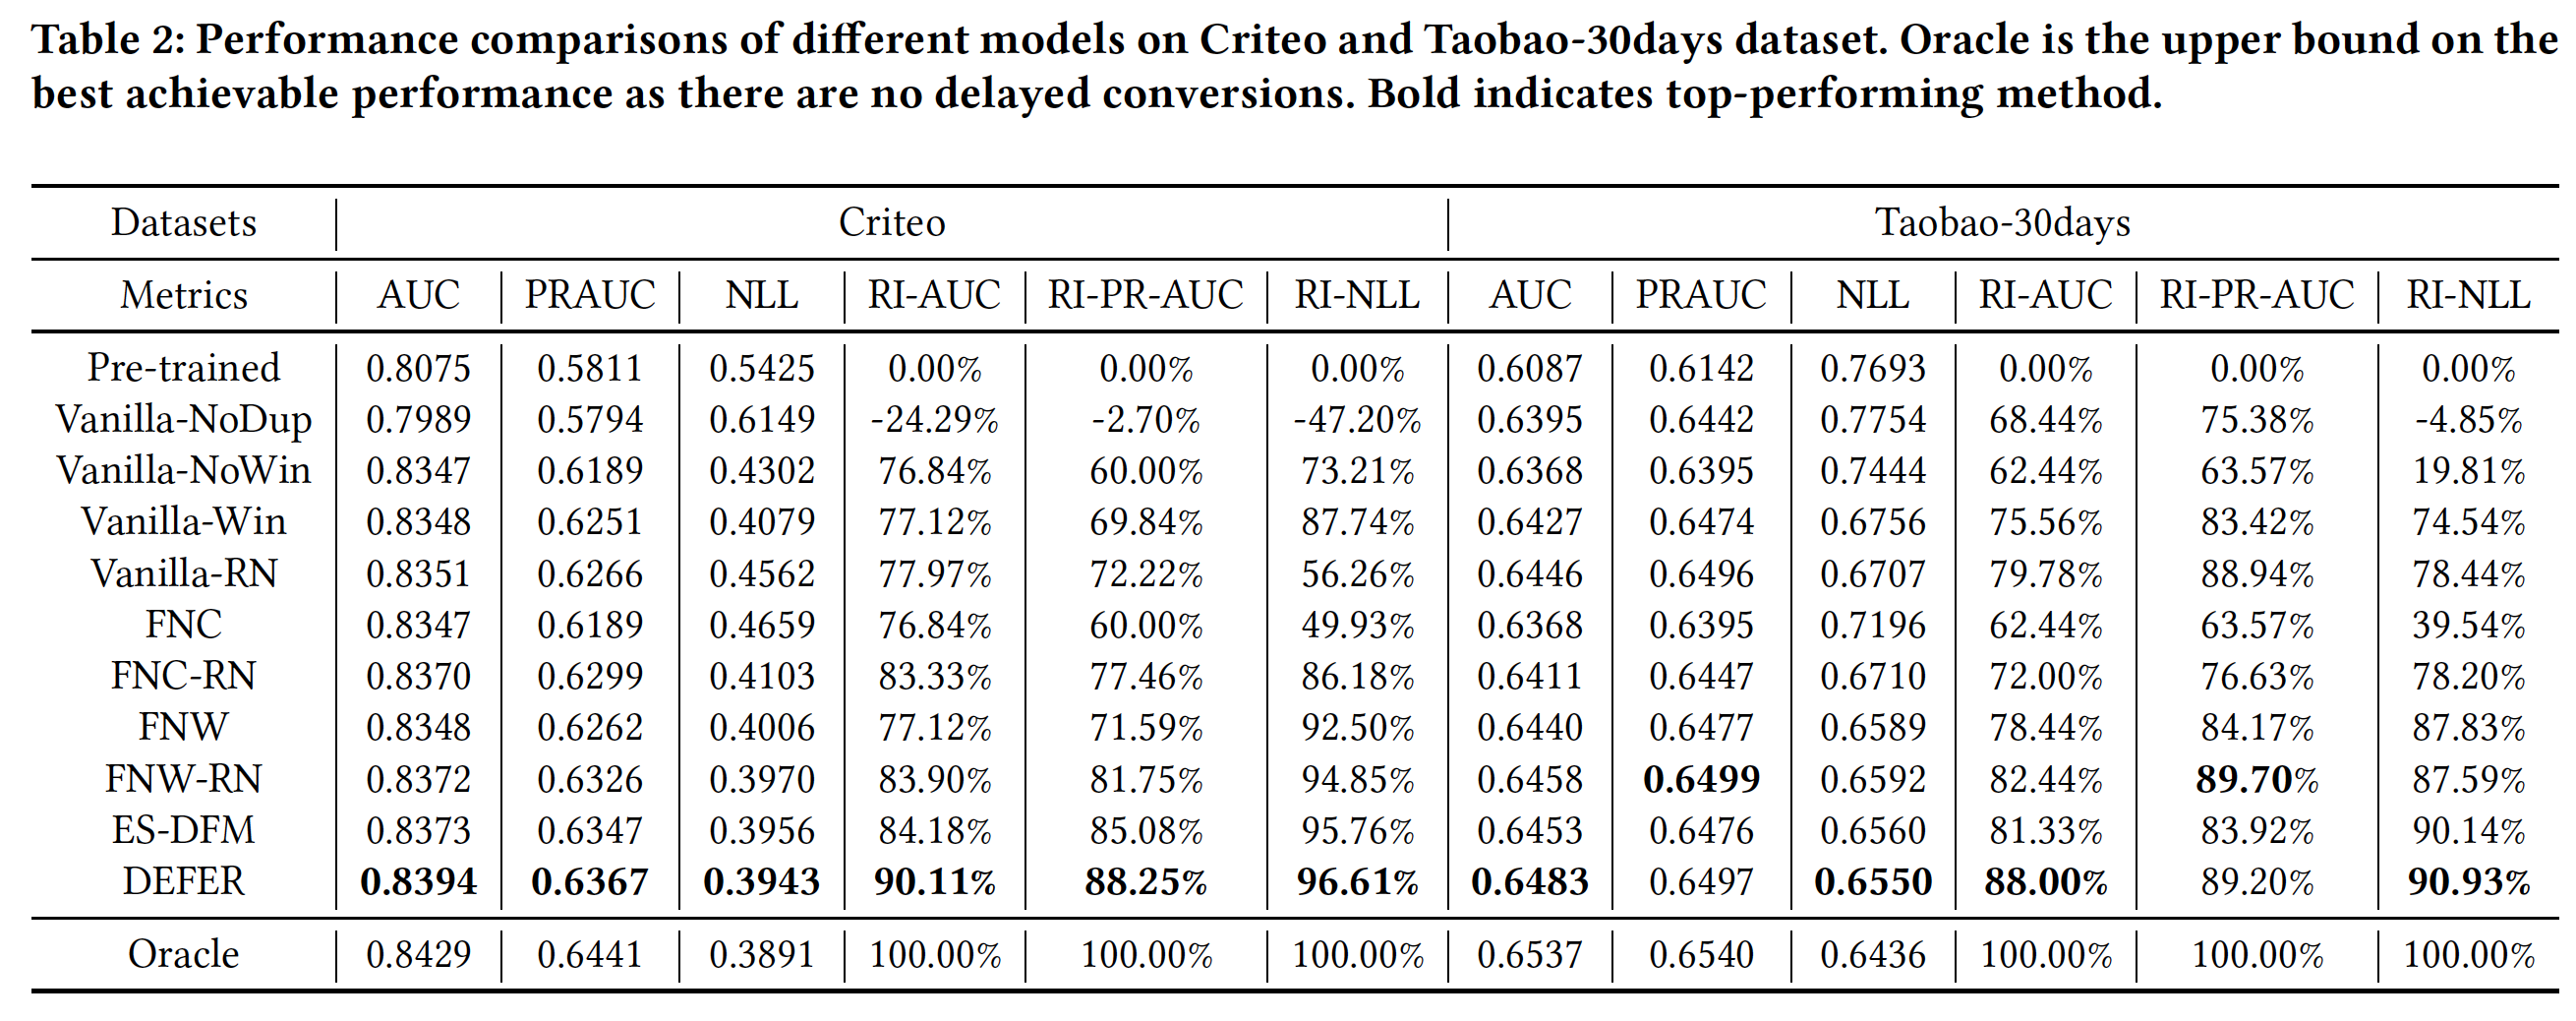 Table 2: Performance comparisons of different models on Criteo and Taobao-30days dataset. Oracle is the upper bound on the
best achievable performance as there are no delayed conversions. Bold indicates top-performing method.
Datasets Criteo Taobao-30days
Metrics AUC PRAUC NLL RI-AUC RI-PR-AUC RI-NLL AUC PRAUC NLL RI-AUC RI-PR-AUC RI-NLL
Pre-trained 0.8075 0.5811 0.5425 0.00% 0.00% 0.00% 0.6087 0.6142 0.7693 0.00% 0.00% 0.00%
Vanilla-NoDup 0.7989 0.5794 0.6149 -24.29% -2.70% -47.20% 0.6395 0.6442 0.7754 68.44% 75.38% -4.85%
Vanilla-NoWin 0.8347 0.6189 0.4302 76.84% 60.00% 73.21% 0.6368 0.6395 0.7444 62.44% 63.57% 19.81%
Vanilla-Win 0.8348 0.6251 0.4079 77.12% 69.84% 87.74% 0.6427 0.6474 0.6756 75.56% 83.42% 74.54%
Vanilla-RN 0.8351 0.6266 0.4562 77.97% 72.22% 56.26% 0.6446 0.6496 0.6707 79.78% 88.94% 78.44%
FNC 0.8347 0.6189 0.4659 76.84% 60.00% 49.93% 0.6368 0.6395 0.7196 62.44% 63.57% 39.54%
FNC-RN 0.8370 0.6299 0.4103 83.33% 77.46% 86.18% 0.6411 0.6447 0.6710 72.00% 76.63% 78.20%
FNW 0.8348 0.6262 0.4006 77.12% 71.59% 92.50% 0.6440 0.6477 0.6589 78.44% 84.17% 87.83%
FNW-RN 0.8372 0.6326 0.3970 83.90% 81.75% 94.85% 0.6458 0.6499 0.6592 82.44% 89.70% 87.59%
ES-DFM 0.8373 0.6347 0.3956 84.18% 85.08% 95.76% 0.6453 0.6476 0.6560 81.33% 83.92% 90.14%
DEFER 0.8394 0.6367 0.3943 90.11% 88.25% 96.61% 0.6483 0.6497 0.6550 88.00% 89.20% 90.93%
Oracle 0.8429 0.6441 0.3891 100.00% 100.00% 100.00% 0.6537 0.6540 0.6436 100.00% 100.00% 100.00%